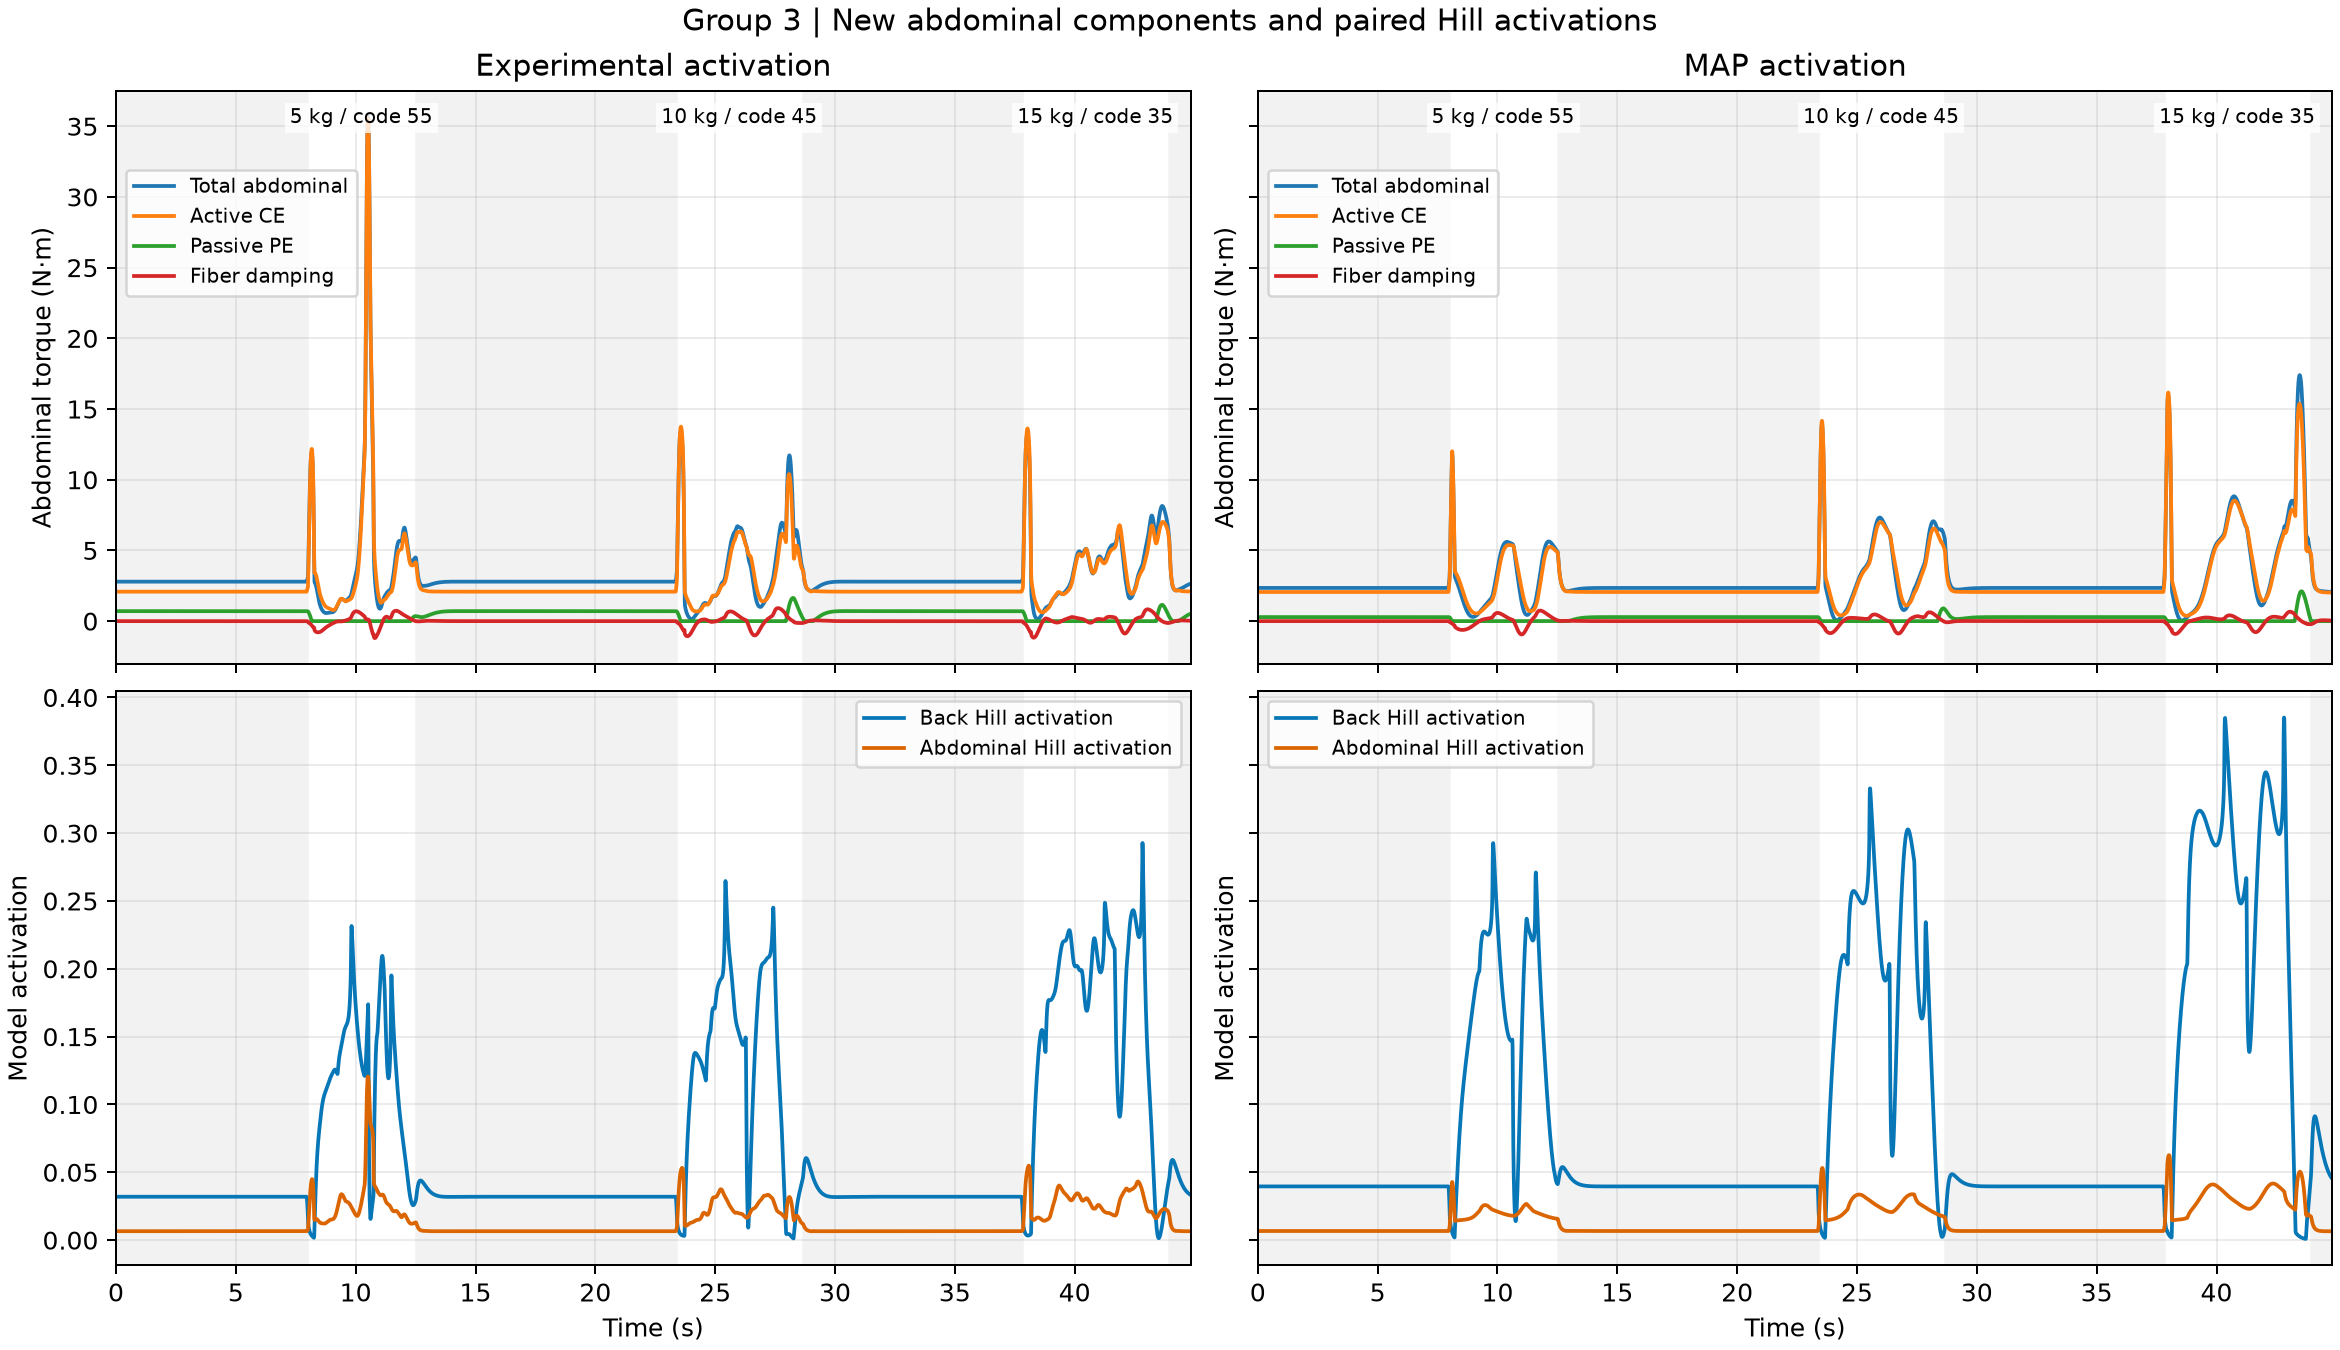 Group 3 | New abdominal components and paired Hill activations
Experimental activation
MAP activation
5 kg / code 55
10 kg / code 45
15 kg / code 35
5 kg / code 55
10 kg / code 45
15 kg / code 35
Abdominal torque (N·m)
35
30
25
20
15
10
5
0
Total abdominal
Active CE
Passive PE
Fiber damping
Abdominal torque (N·m)
Total abdominal
Active CE
Passive PE
Fiber damping
Model activation
0.40
0.35
0.30
0.25
0.20
0.15
0.10
0.05
0.00
Back Hill activation
Abdominal Hill activation
0
5
10
15
20
25
30
35
40
Time (s)
Model activation
Back Hill activation
Abdominal Hill activation
0
5
10
15
20
25
30
35
40
Time (s)